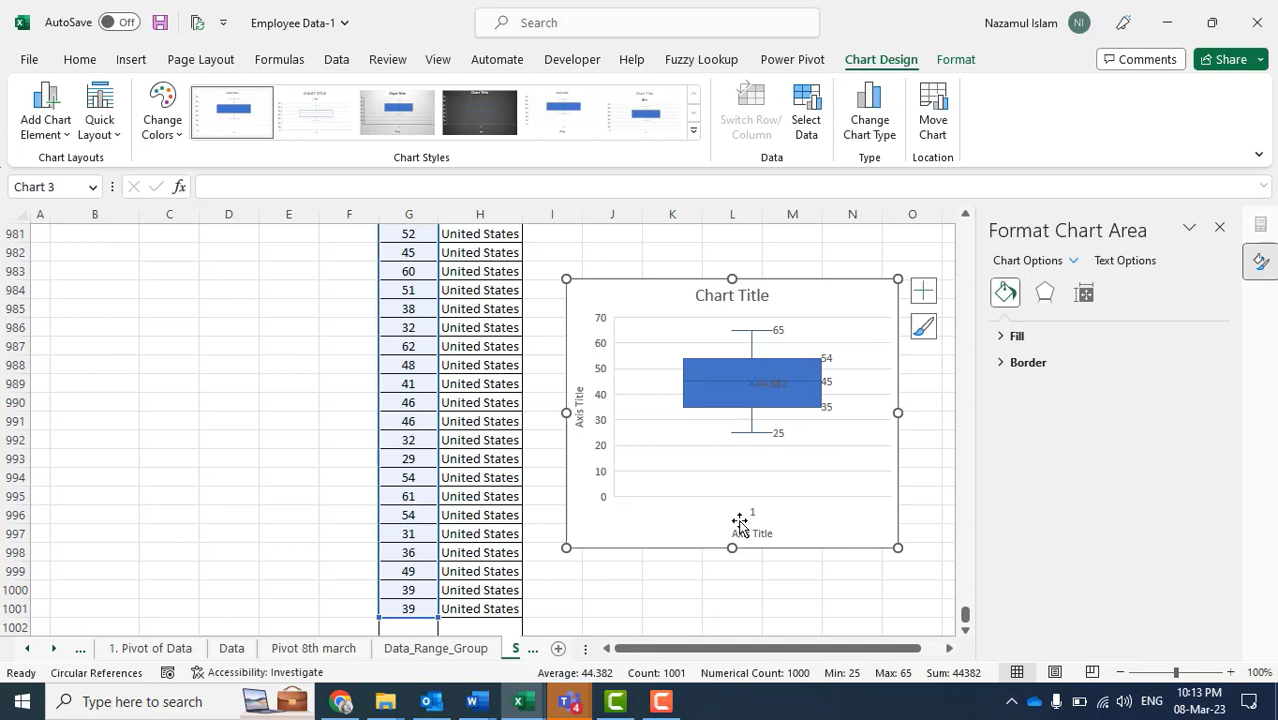 AutoSave Off Employee Data-1 Search Nazamul Islam NI
File Home Insert Page Layout Formulas Data Review View Automate Developer Help Fuzzy Lookup Power Pivot Chart Design Format Comments Share
Add Chart Element Quick Layout Change Colors Switch Row/ Column Select Data Change Chart Type Move Chart
Chart Layouts Chart Styles Data Type Location
Chart 3 fx
A B C D E F G H I J K L M N O
981 52 United States
982 45 United States
983 60 United States
984 51 United States
985 38 United States
986 32 United States
987 62 United States
988 48 United States
989 41 United States
990 46 United States
991 46 United States
992 32 United States
993 29 United States
994 54 United States
995 61 United States
996 54 United States
997 31 United States
998 36 United States
999 49 United States
1000 39 United States
1001 39 United States
1002
Chart Title
70
60
50
40
30
20
10
0
Axis Title
65
54
44.382
45
35
25
1
Axis Title
Format Chart Area
Chart Options Text Options
Fill
Border
... 1. Pivot of Data Data Pivot 8th march Data_Range_Group S ...
Ready Circular References Accessibility: Investigate Average: 44.382 Count: 1001 Numerical Count: 1000 Min: 25 Max: 65 Sum: 44382 100%
Type here to search ENG 10:13 PM
08-Mar-23